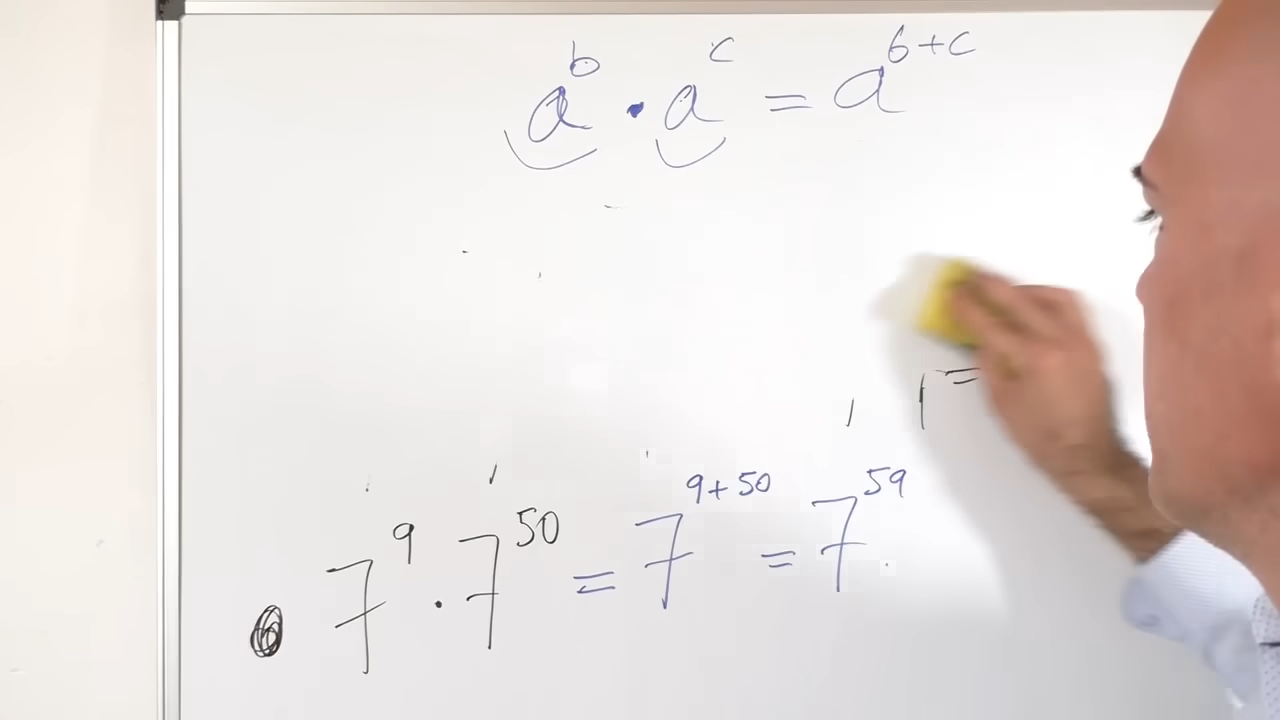 a^b · a^c = a^{b+c}
7^9 · 7^50 = 7^{9+50} = 7^59